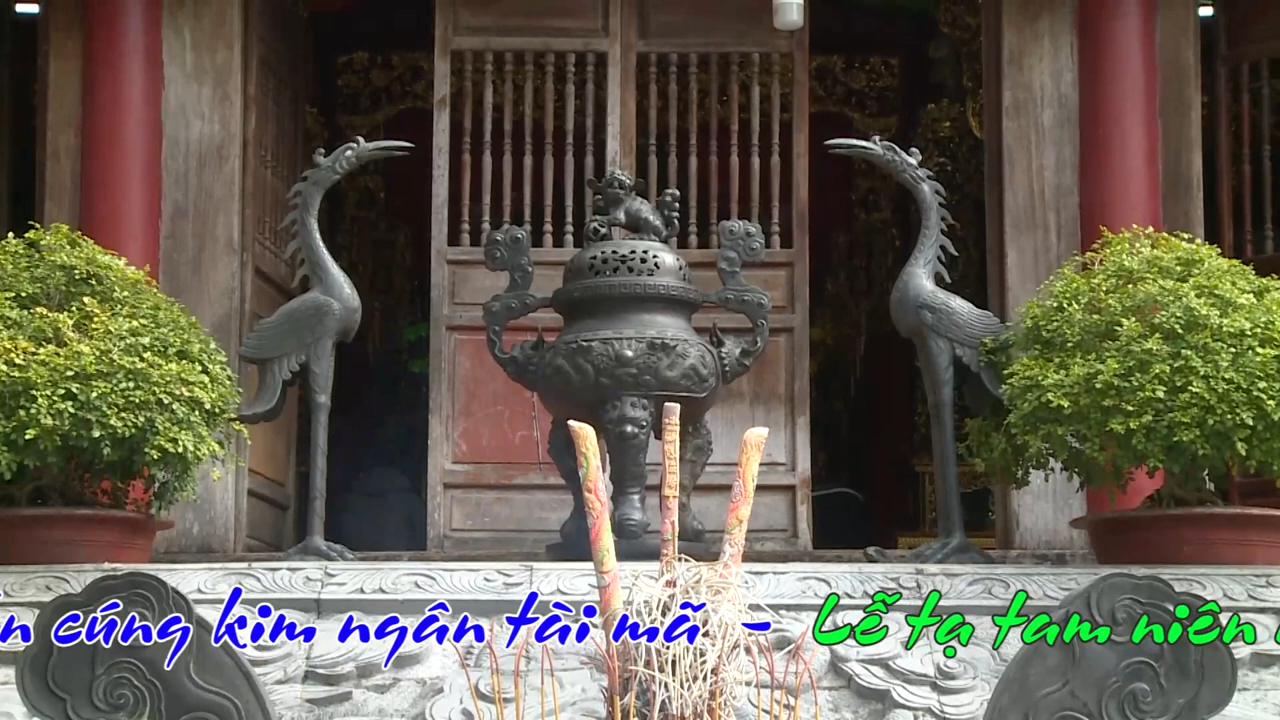 cúng kim ngân tài mã - Lễ tạ tam niên